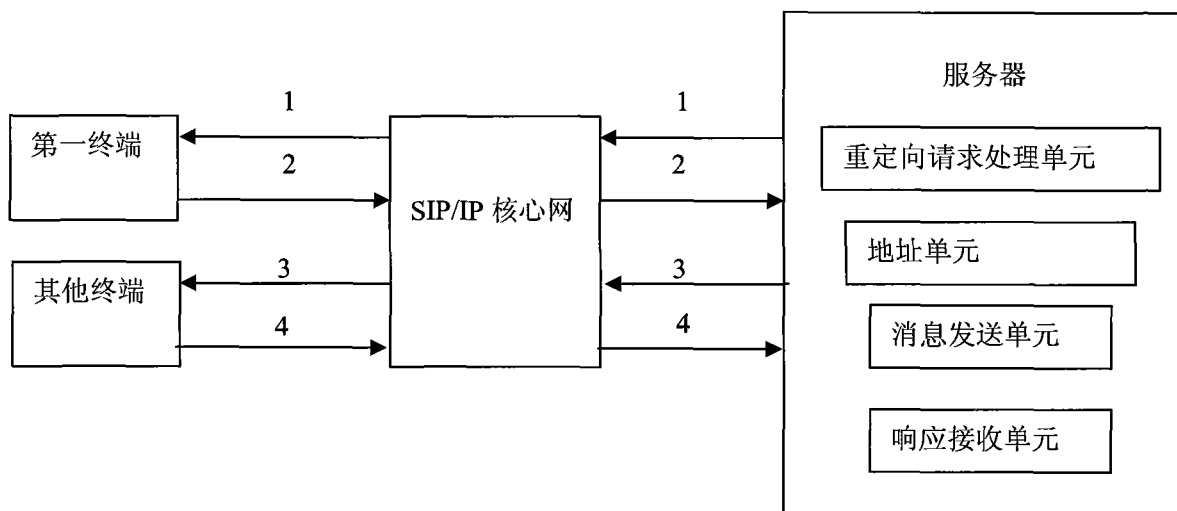 服务器
1
1
第一终端
重定向请求处理单元
2
2
SIP/IP 核心网
地址单元
3
3
其他终端
4
4
消息发送单元
响应接收单元